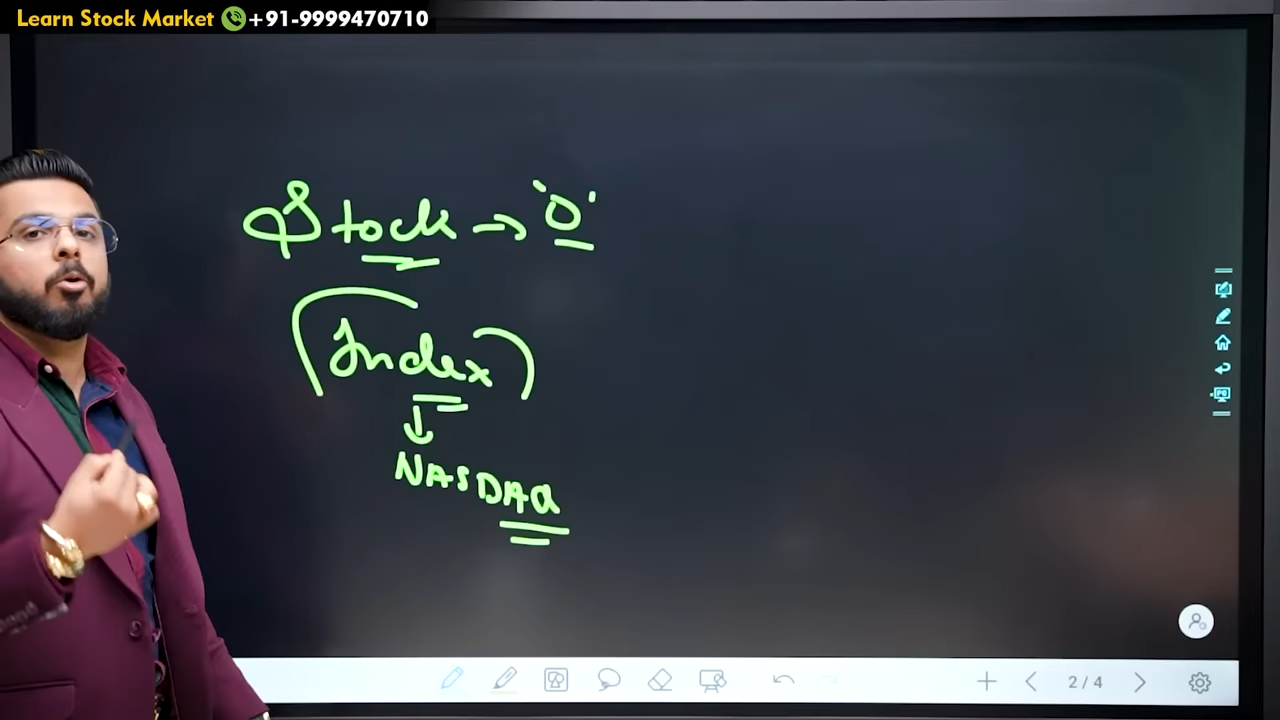 Learn Stock Market +91-9999470710
Stock → 'O'
(Index)
↓
NASDAQ
2 / 4